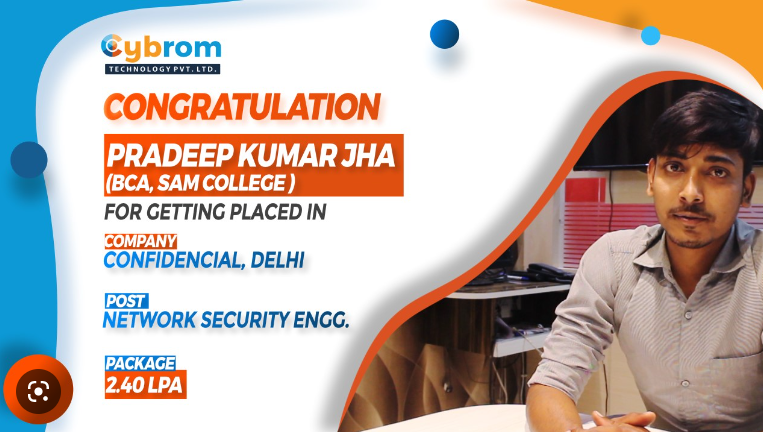 Cybrom
TECHNOLOGY PVT. LTD.
CONGRATULATION
PRADEEP KUMAR JHA
(BCA, SAM COLLEGE )
FOR GETTING PLACED IN
COMPANY
CONFIDENCIAL, DELHI
POST
NETWORK SECURITY ENGG.
PACKAGE
2.40 LPA